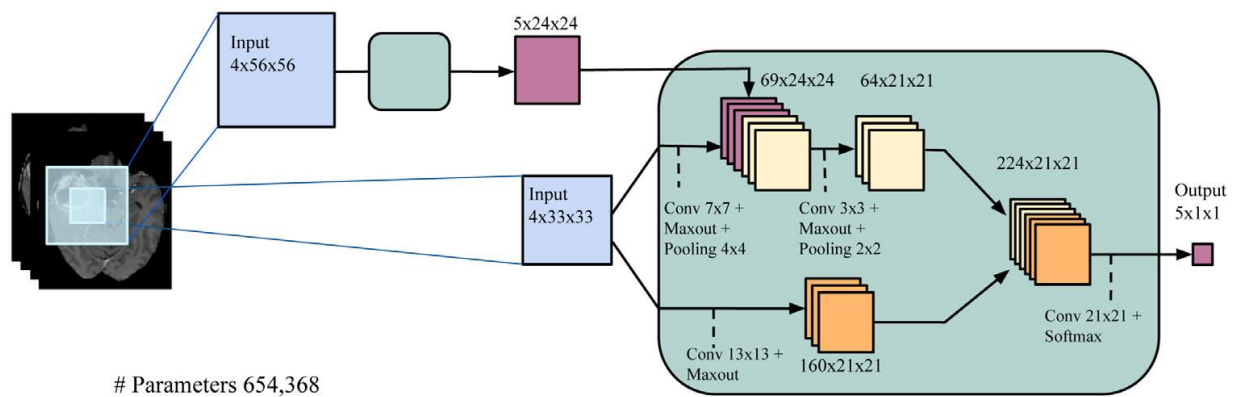 Input
4x56x56
5x24x24
69x24x24
64x21x21
224x21x21
Output
5x1x1
Input
4x33x33
Conv 7x7 +
Maxout +
Pooling 4x4
Conv 3x3 +
Maxout +
Pooling 2x2
Conv 21x21 +
Softmax
Conv 13x13 +
Maxout
160x21x21
# Parameters 654,368